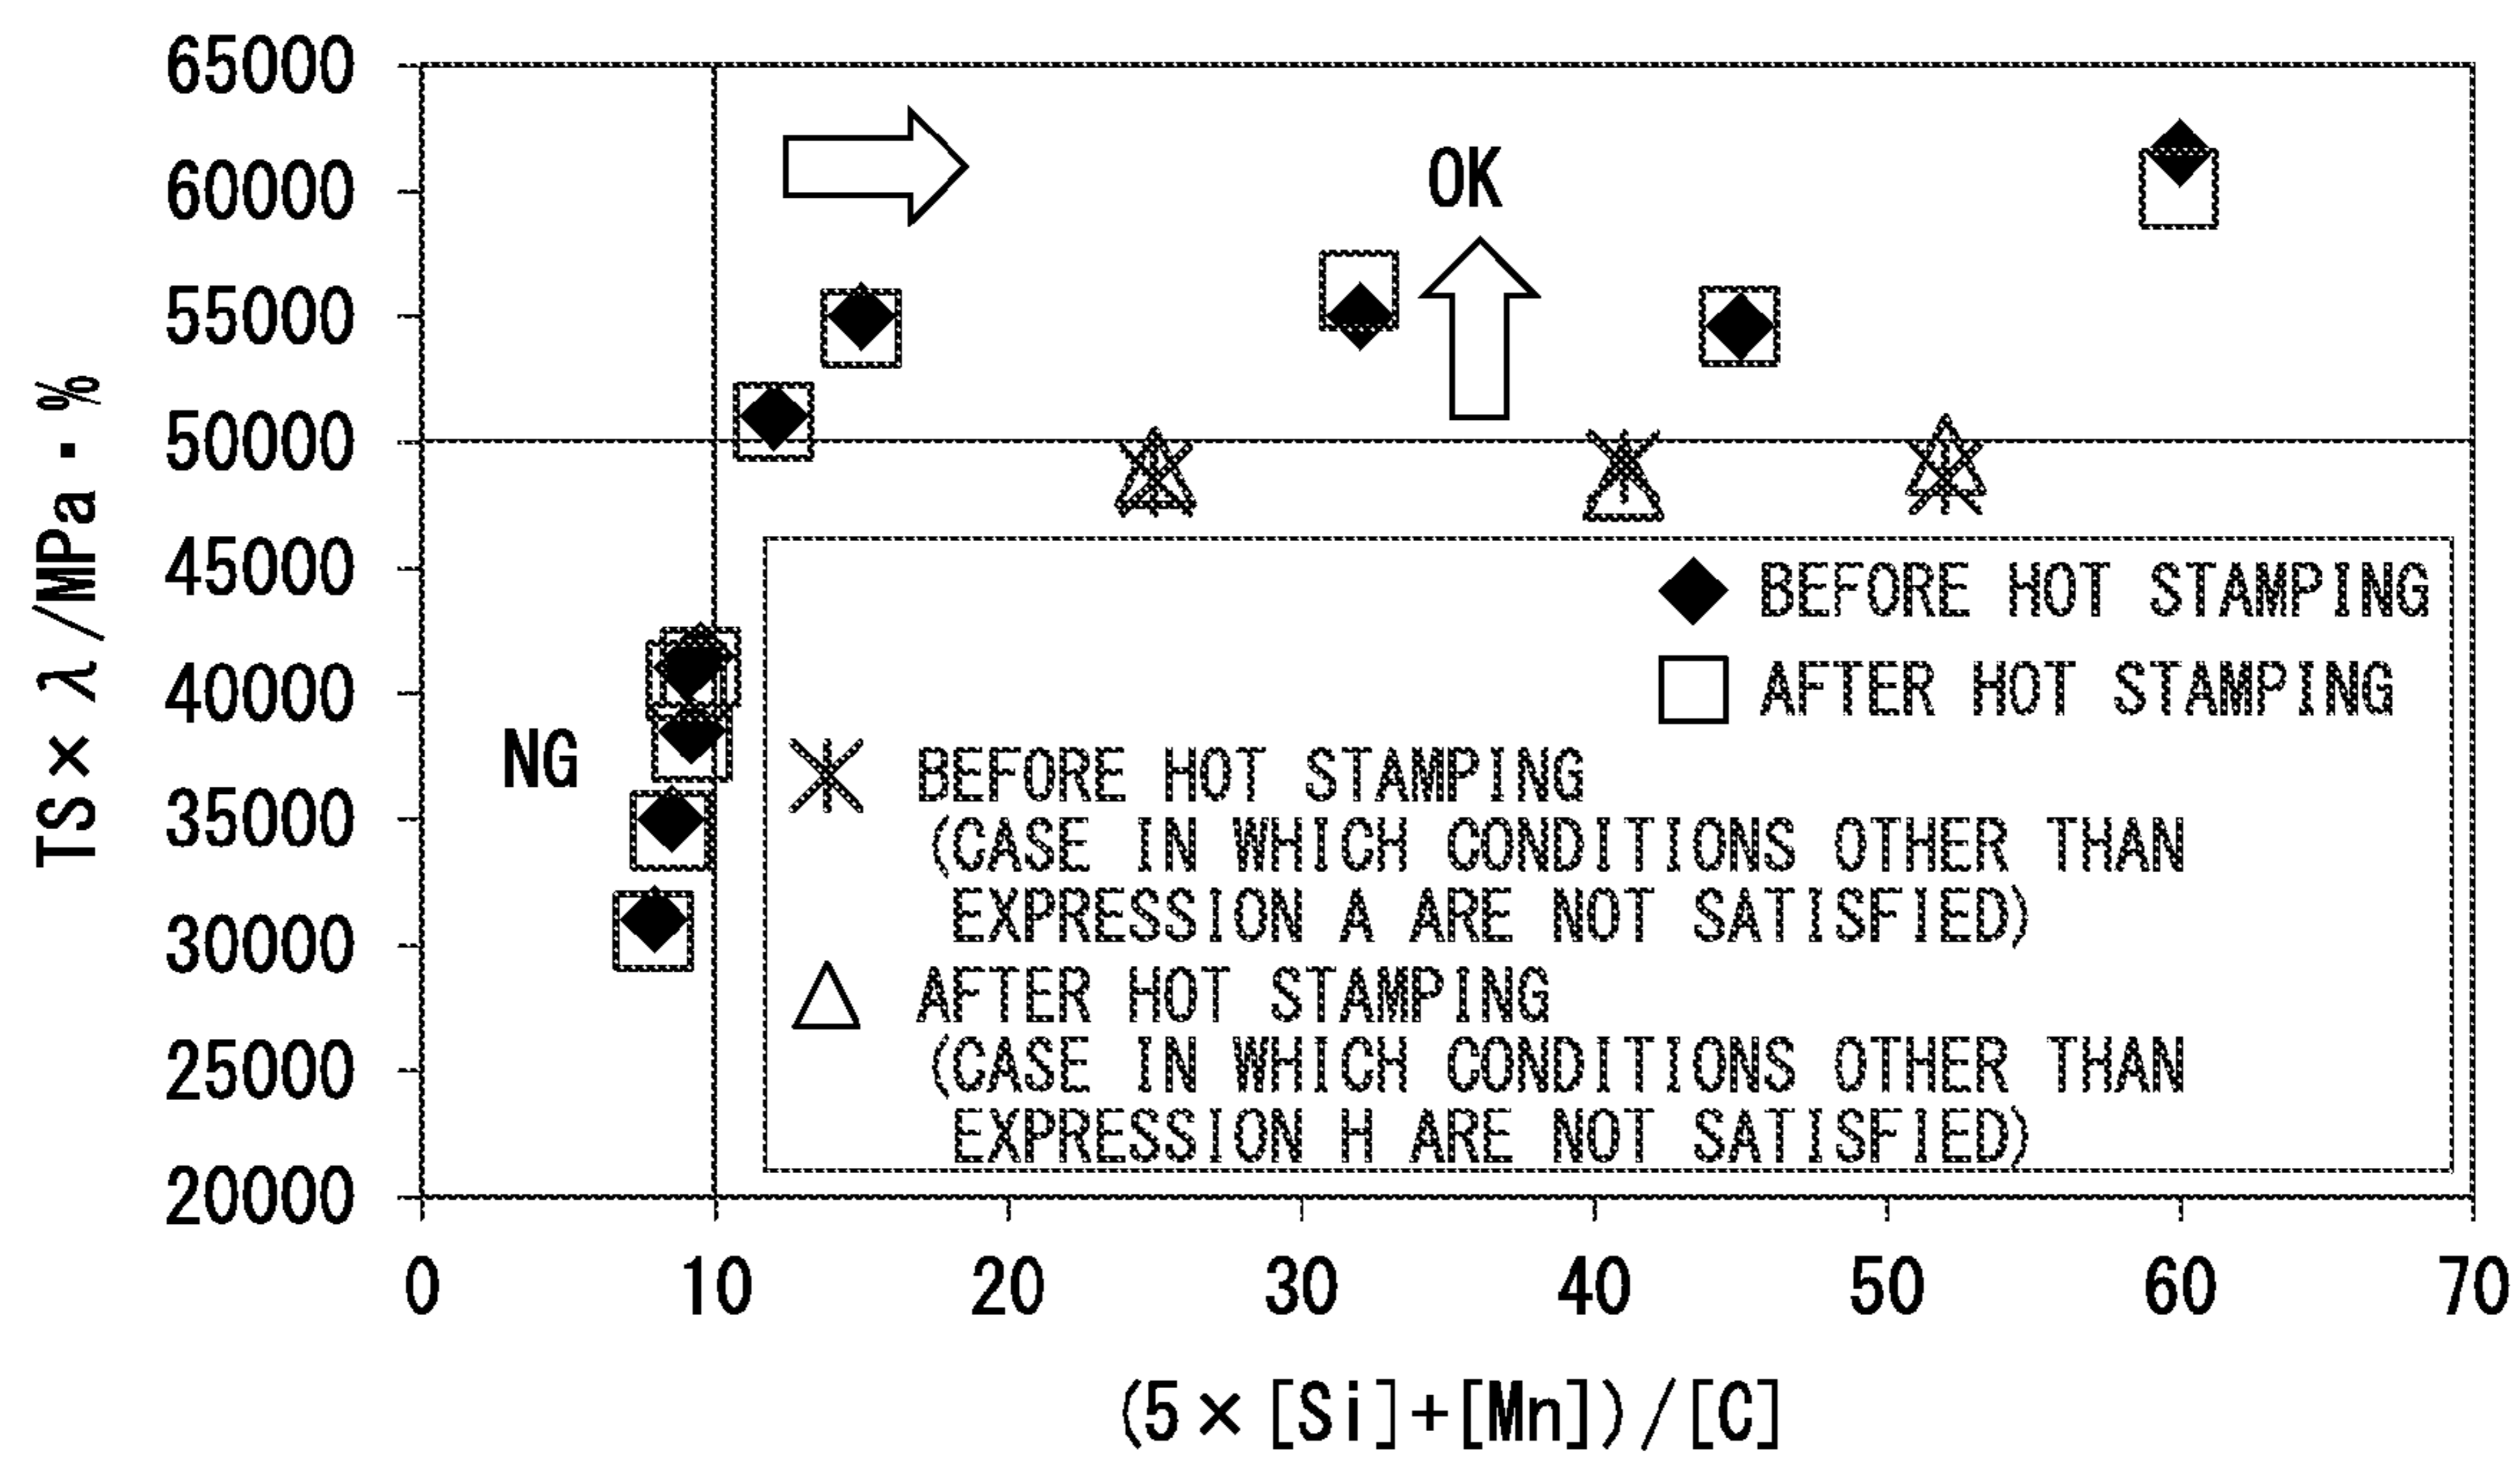 65000
60000
55000
50000
45000
40000
35000
30000
25000
20000
TS×λ/MPa・%
OK
NG
BEFORE HOT STAMPING
AFTER HOT STAMPING
BEFORE HOT STAMPING
(CASE IN WHICH CONDITIONS OTHER THAN
EXPRESSION A ARE NOT SATISFIED)
AFTER HOT STAMPING
(CASE IN WHICH CONDITIONS OTHER THAN
EXPRESSION H ARE NOT SATISFIED)
0 10 20 30 40 50 60 70
(5×[Si]+[Mn])/[C]